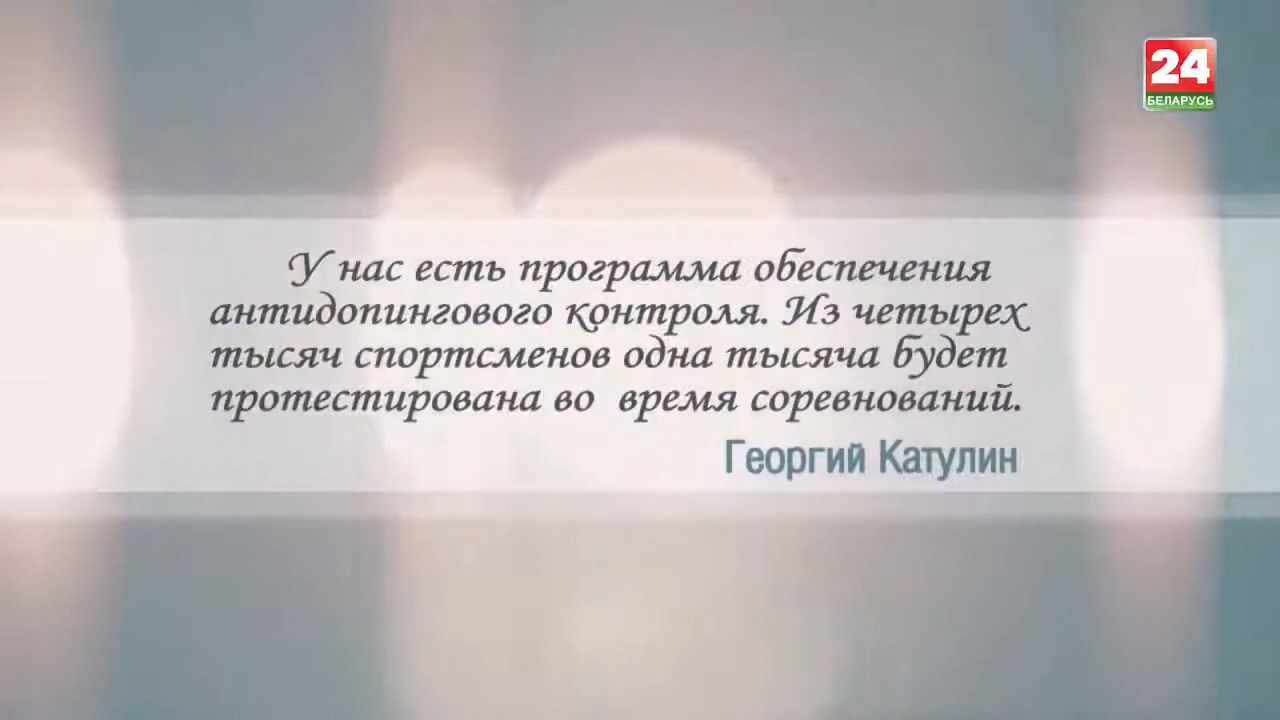 24
БЕЛАРУСЬ
У нас есть программа обеспечения
антидопингового контроля. Из четырех
тысяч спортсменов одна тысяча будет
протестирована во время соревнований.
Георгий Катулин